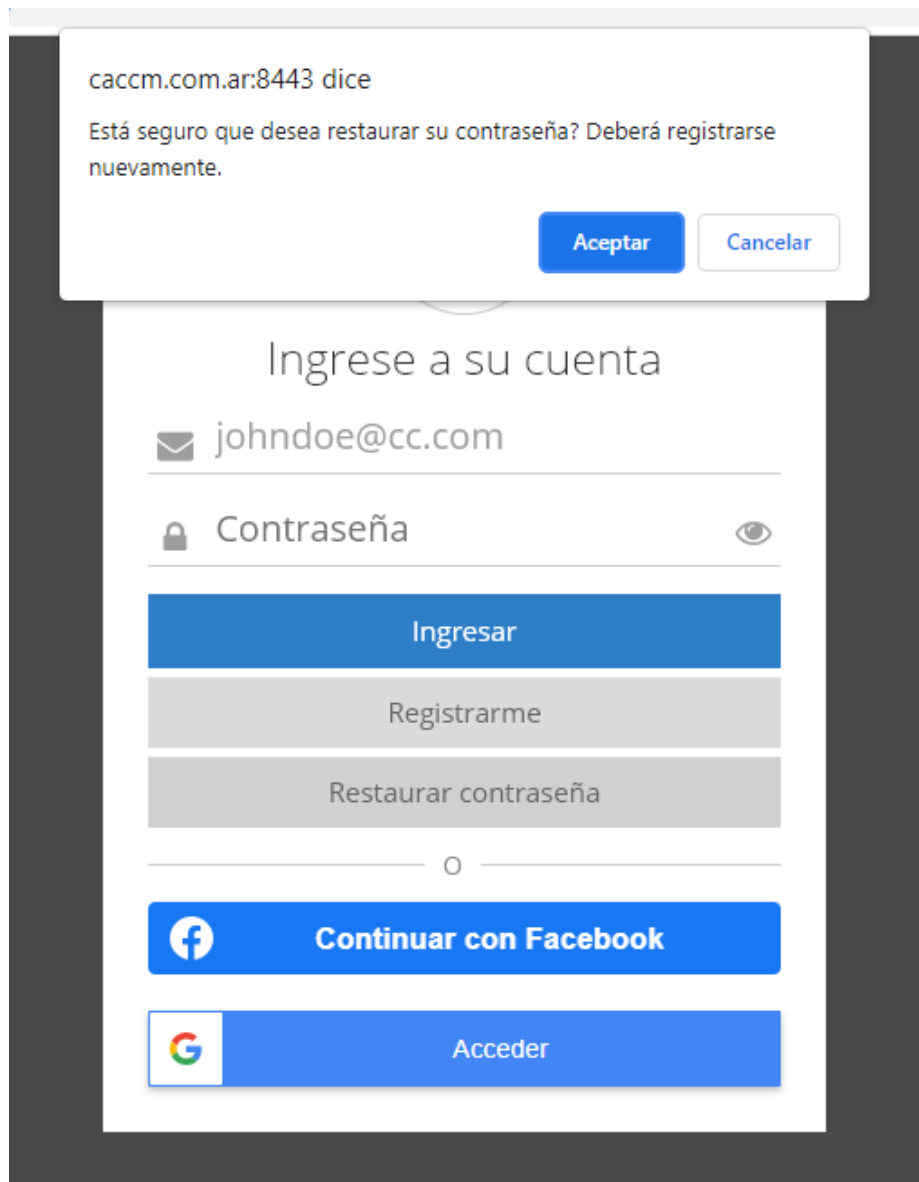 caccm.com.ar:8443 dice
Está seguro que desea restaurar su contraseña? Deberá registrarse
nuevamente.
Aceptar Cancelar
Ingrese a su cuenta
johndoe@cc.com
Contraseña
Ingresar
Registrarme
Restaurar contraseña
O
Continuar con Facebook
Acceder